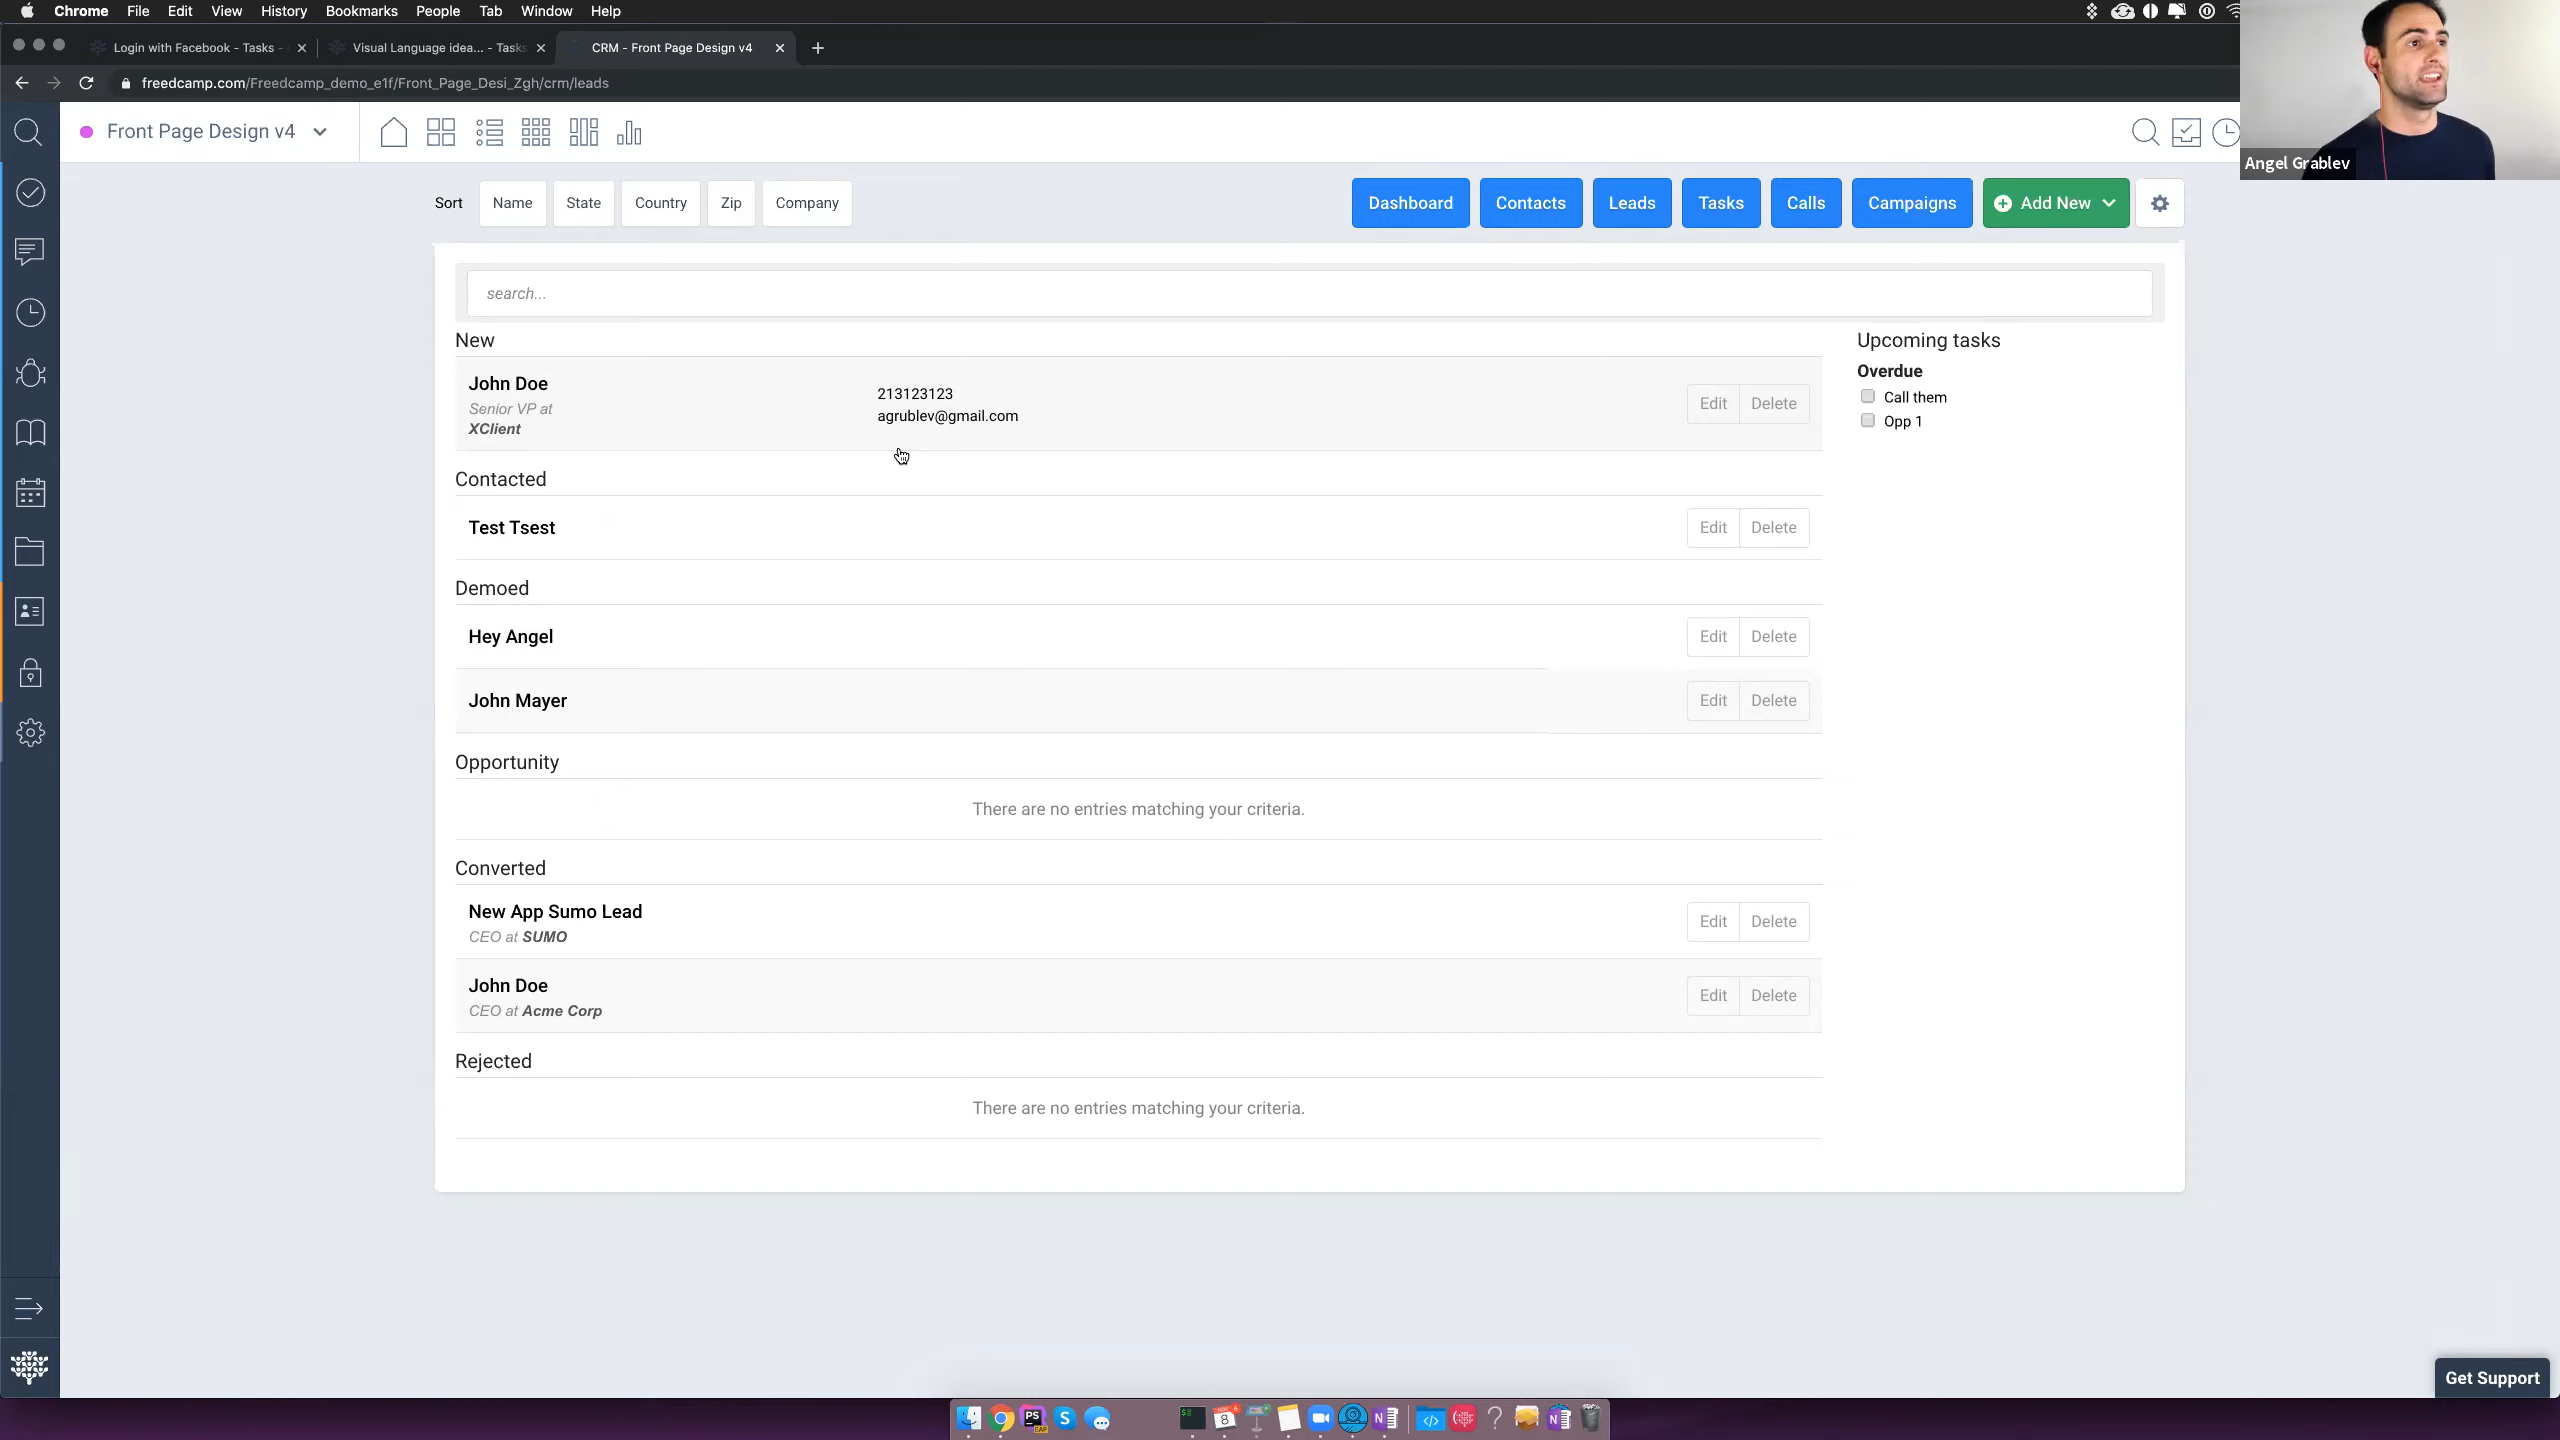 Chrome File Edit View History Bookmarks People Tab Window Help
Login with Facebook - Tasks -
Visual Language idea... - Tasks
CRM - Front Page Design v4
freedcamp.com/Freedcamp_demo_e1f/Front_Page_Desi_Zgh/crm/leads
Front Page Design v4
Angel Grablev
Sort Name State Country Zip Company
Dashboard Contacts Leads Tasks Calls Campaigns Add New
search...
New
John Doe
Senior VP at
XClient
213123123
agrublev@gmail.com
Edit Delete
Upcoming tasks
Overdue
Call them
Opp 1
Contacted
Test Tsest
Edit Delete
Demoed
Hey Angel
Edit Delete
John Mayer
Edit Delete
Opportunity
There are no entries matching your criteria.
Converted
New App Sumo Lead
CEO at SUMO
Edit Delete
John Doe
CEO at Acme Corp
Edit Delete
Rejected
There are no entries matching your criteria.
Get Support